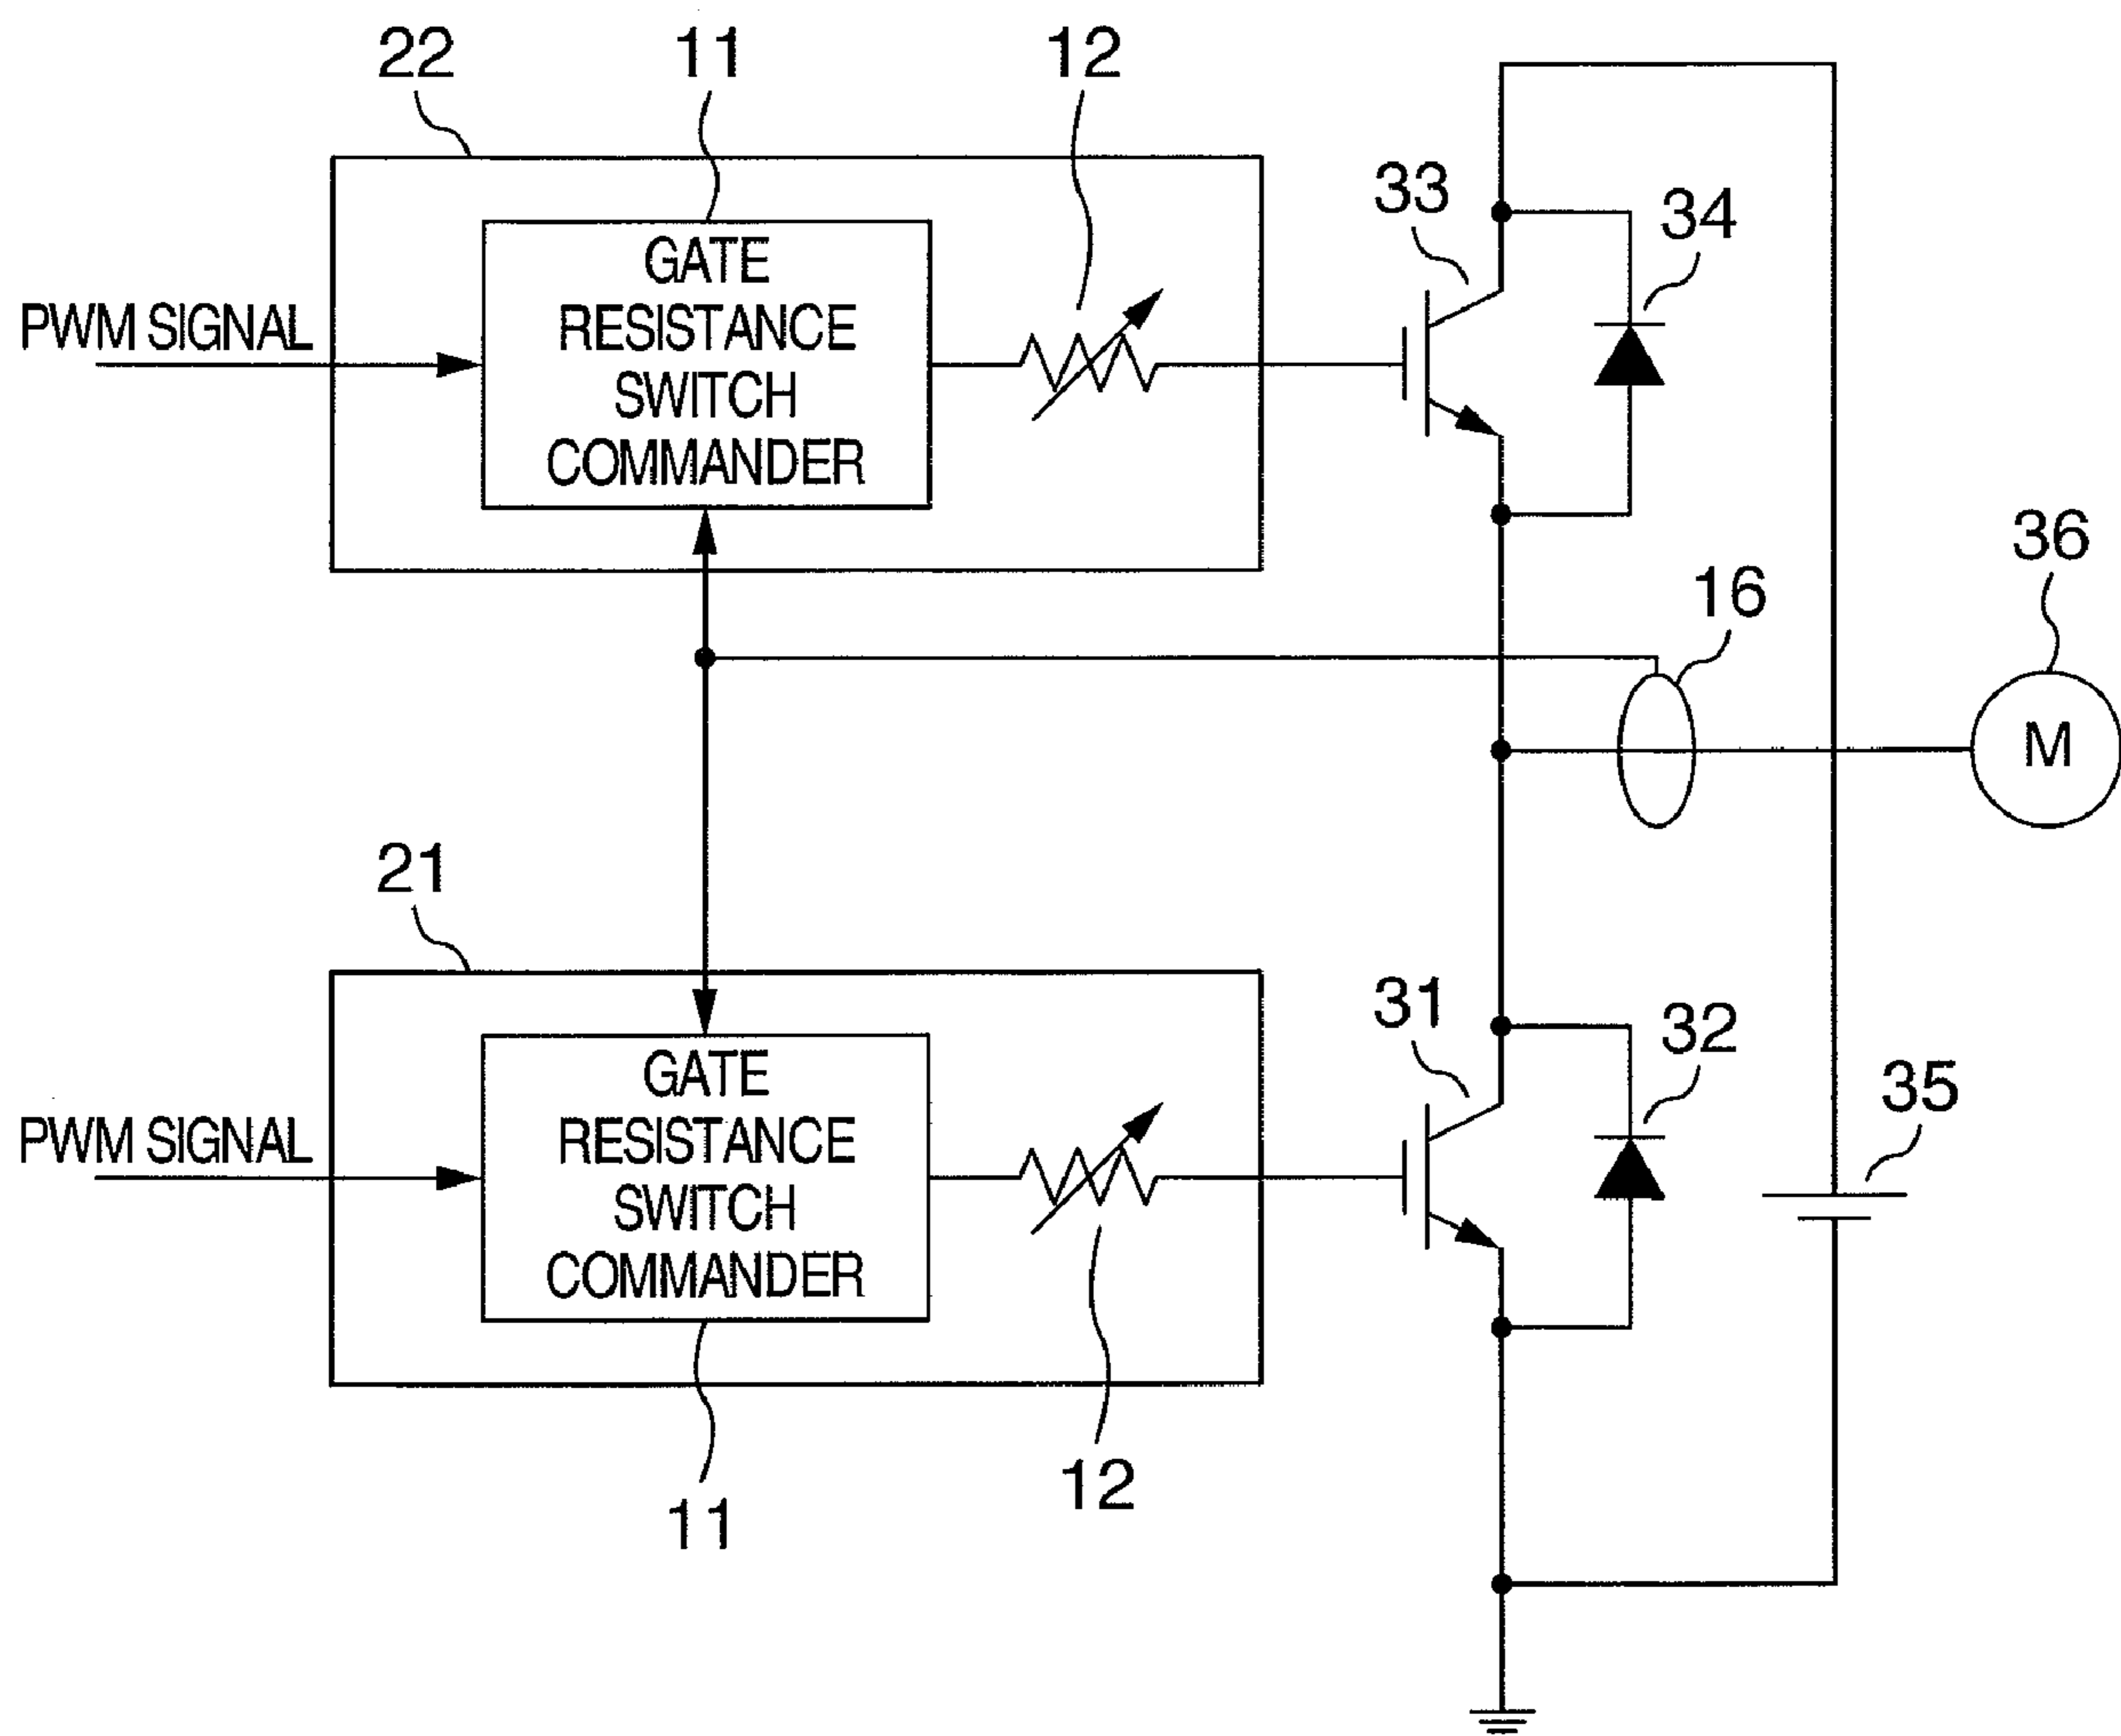 22
11
12
33
34
GATE
RESISTANCE
SWITCH
COMMANDER
PWM SIGNAL
16
36
M
21
31
32
35
GATE
RESISTANCE
SWITCH
COMMANDER
PWM SIGNAL
12
11